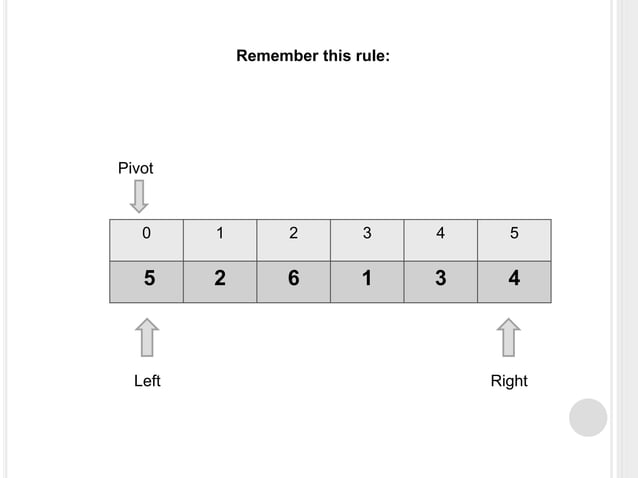 Remember this rule:
Pivot
0 1 2 3 4 5
5 2 6 1 3 4
Left Right